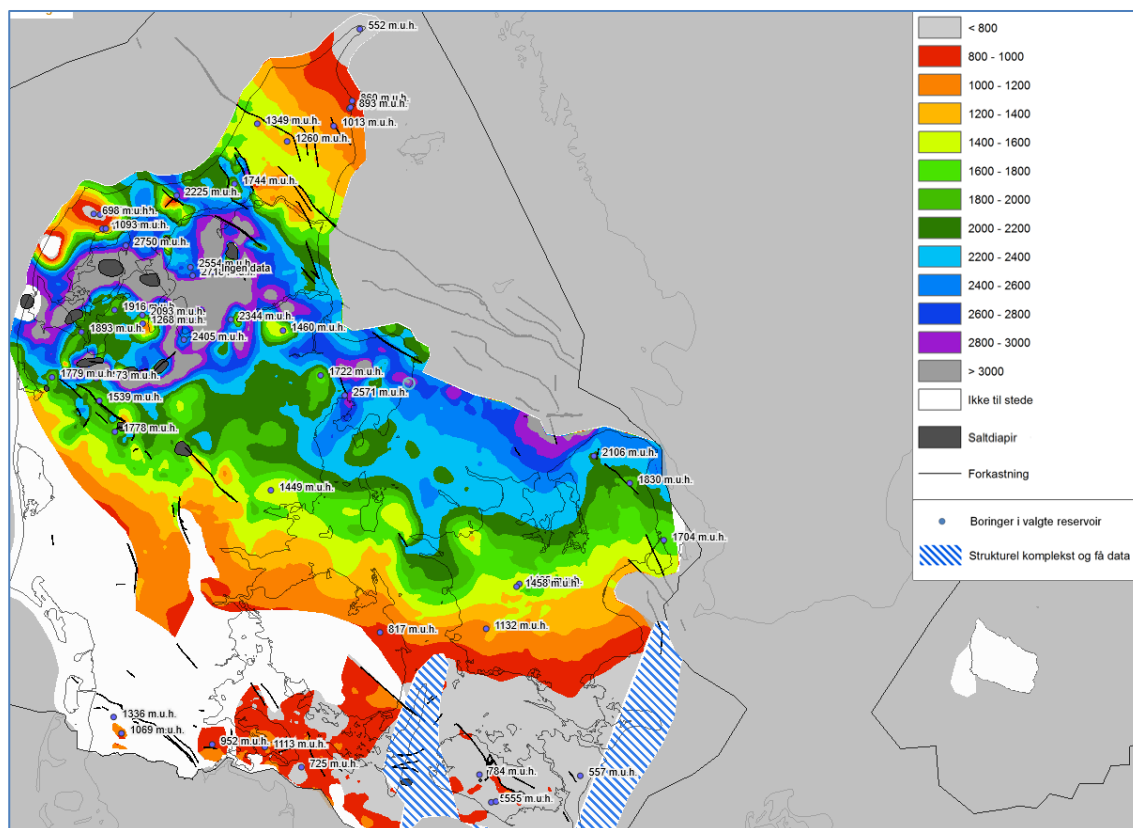 552 m.u.h.
860 m.u.h.
893 m.u.h.
1349 m.u.h.
1013 m.u.h.
1260 m.u.h.
1744 m.u.h.
2225 m.u.h.
698 m.u.h.
1093 m.u.h.
2750 m.u.h.
2554 m.u.h.
Ingen data
1916 m.u.h.
2093 m.u.h.
1268 m.u.h.
2344 m.u.h.
1893 m.u.h.
1460 m.u.h.
2405 m.u.h.
1779 m.u.h.
73 m.u.h.
1722 m.u.h.
1539 m.u.h.
2571 m.u.h.
1778 m.u.h.
2106 m.u.h.
1830 m.u.h.
1449 m.u.h.
1704 m.u.h.
1458 m.u.h.
817 m.u.h.
1132 m.u.h.
1336 m.u.h.
1069 m.u.h.
952 m.u.h.
1113 m.u.h.
725 m.u.h.
784 m.u.h.
557 m.u.h.
555 m.u.h.
< 800
800 - 1000
1000 - 1200
1200 - 1400
1400 - 1600
1600 - 1800
1800 - 2000
2000 - 2200
2200 - 2400
2400 - 2600
2600 - 2800
2800 - 3000
> 3000
Ikke til stede
Saltdiapir
Forkastning
Boringer i valgte reservoir
Strukturel komplekst og få data